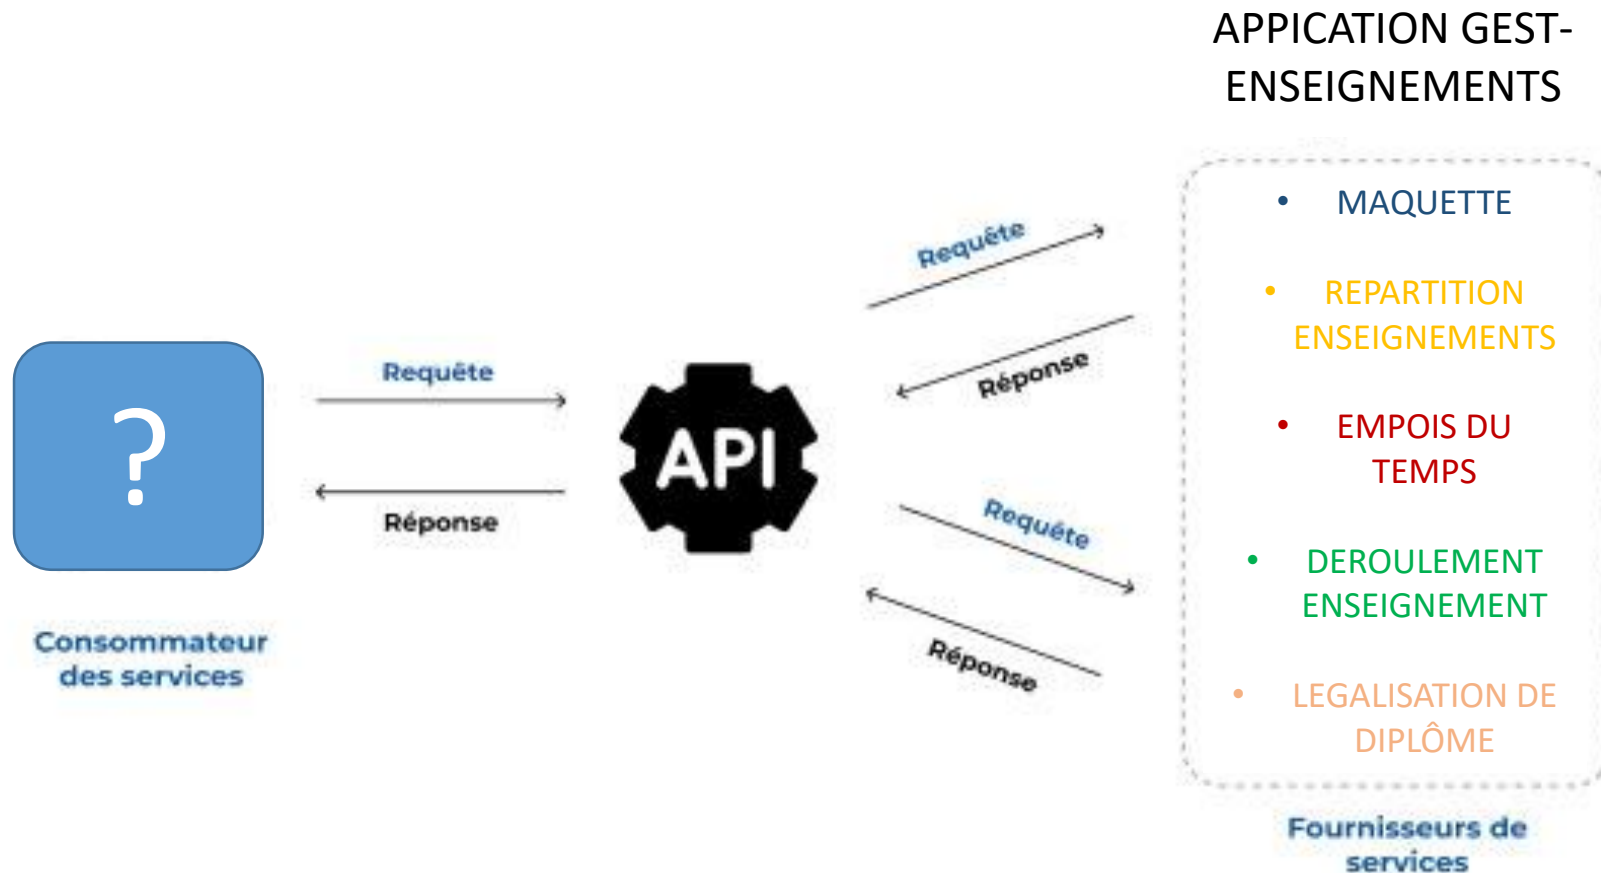 APPICATION GEST-
ENSEIGNEMENTS
?
Consommateur
des services
Requête
Réponse
API
Requête
Réponse
Requête
Réponse
• MAQUETTE
• REPARTITION
ENSEIGNEMENTS
• EMPOIS DU
TEMPS
• DEROULEMENT
ENSEIGNEMENT
• LEGALISATION DE
DIPLÔME
Fournisseurs de
services